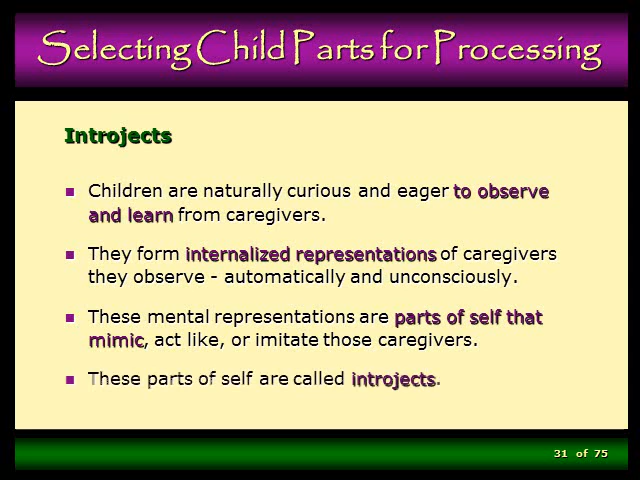 Selecting Child Parts for Processing
Introjects
Children are naturally curious and eager to observe
and learn from caregivers.
They form internalized representations of caregivers
they observe - automatically and unconsciously.
These mental representations are parts of self that
mimic, act like, or imitate those caregivers.
These parts of self are called introjects.
31 of 75